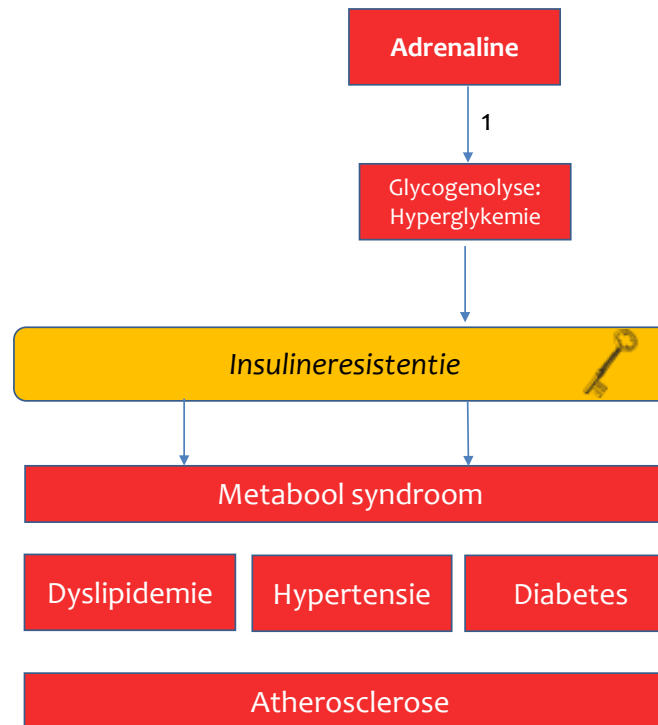 Adrenaline
1
Glycogenolyse:
Hyperglykemie
Insulineresistentie
Metabool syndroom
Dyslipidemie
Hypertensie
Diabetes
Atherosclerose